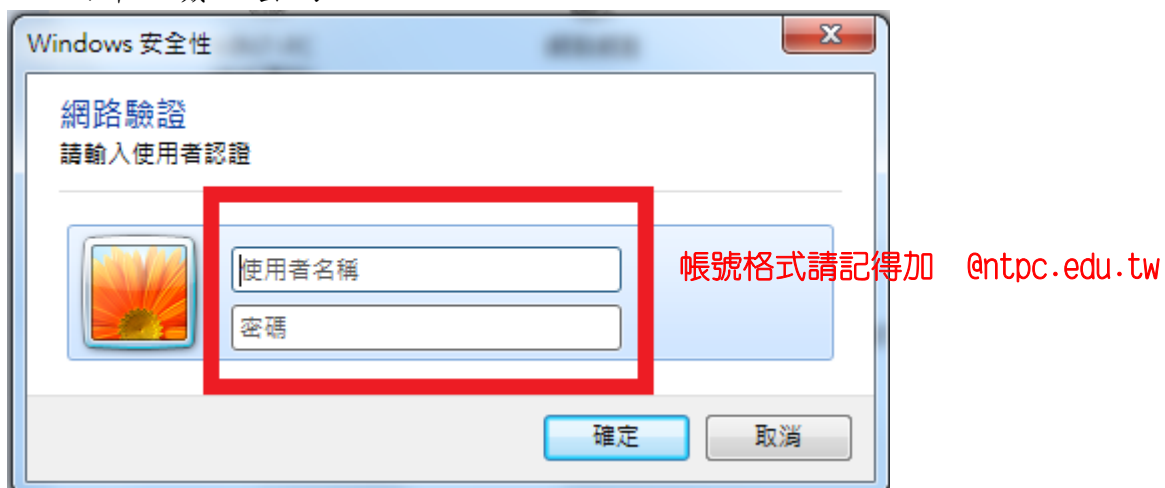 Windows 安全性
網路驗證
請輸入使用者認證
使用者名稱
帳號格式請記得加 @ntpc.edu.tw
密碼
確定
取消